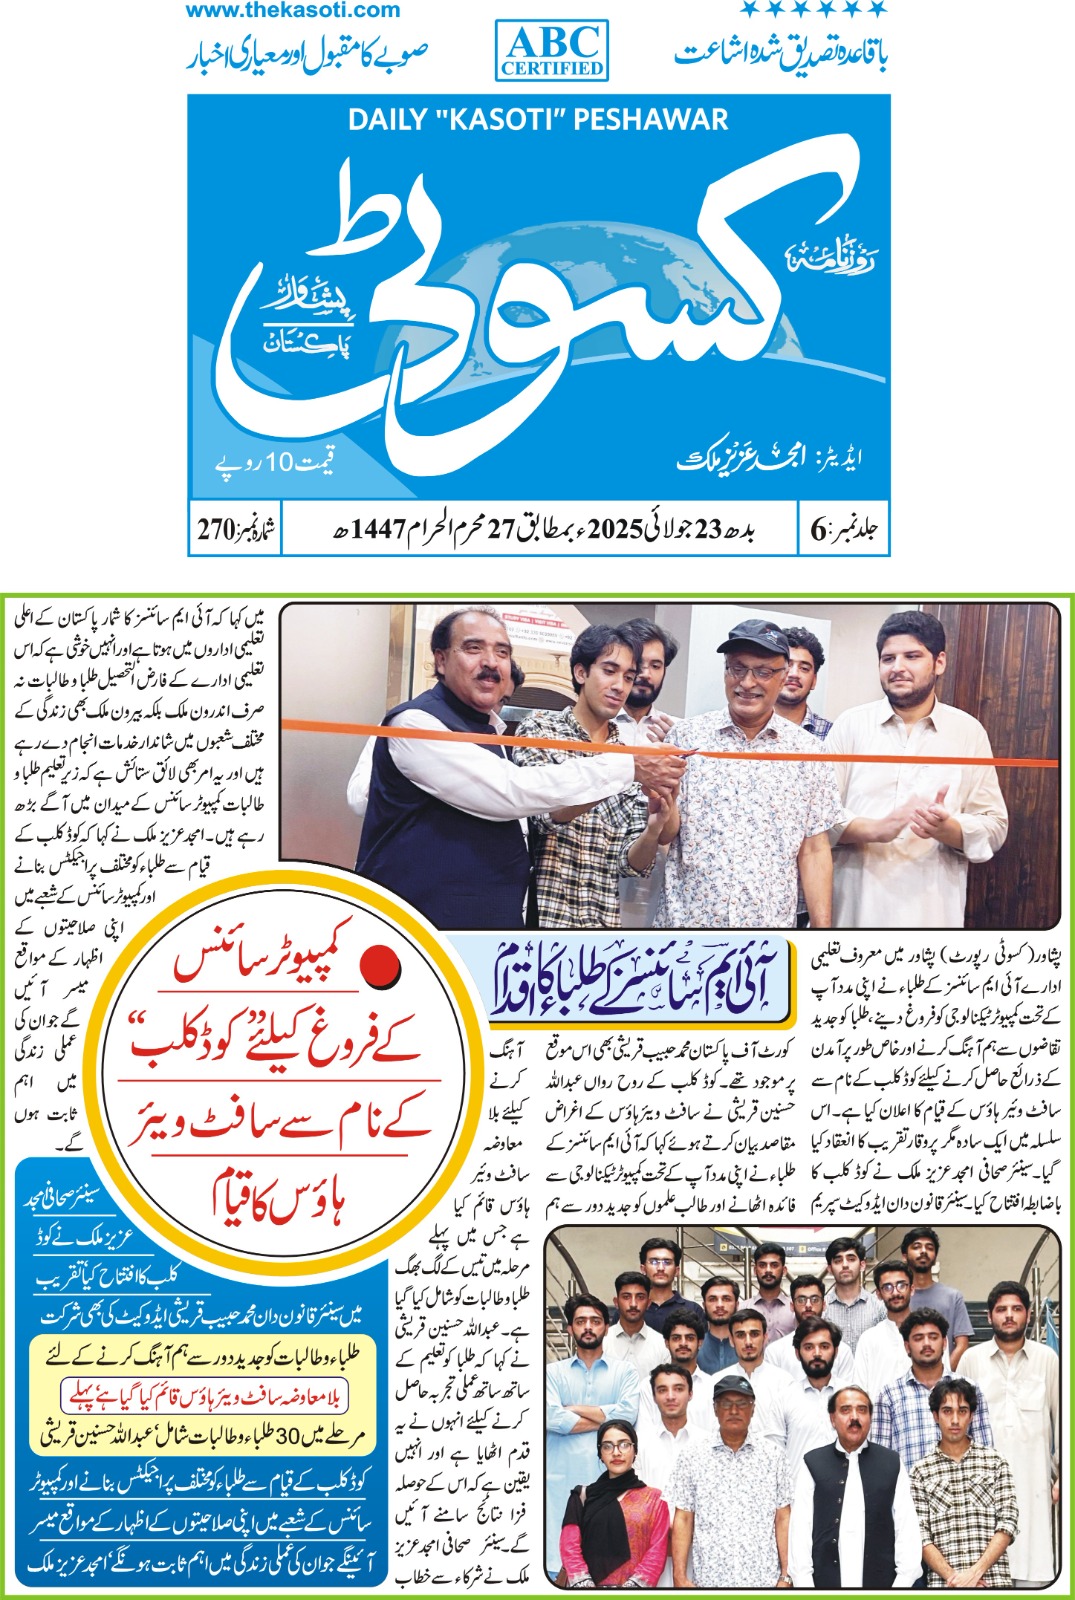 www.thekasoti.com
★★★★★★
صوبے کا مقبول اور معیاری اخبار
ABC
CERTIFIED
باقاعدہ تصدیق شدہ اشاعت
DAILY "KASOTI" PESHAWAR
روزنامہ
کسوٹی
پشاور
پاکستان
ایڈیٹر: امجد عزیز ملک
قیمت 10 روپے
جلد نمبر: 6
بدھ 23 جولائی 2025ء بمطابق 27 محرم الحرام 1447ھ
شمارہ نمبر: 270
آئی ایم سائنسز کے طلباء کا اقدام
کمپیوٹر سائنس
کے فروغ کیلئے ”کوڈ کلب“
کے نام سے سافٹ ویئر
ہاؤس کا قیام
سینئر صحافی امجد
عزیز ملک نے کوڈ
کلب کا افتتاح کیا تقریب
میں سینئر قانون دان محمد حبیب قریشی ایڈوکیٹ کی بھی شرکت
طلباء و طالبات کو جدید دور سے ہم آہنگ کرنے کے لئے
بلا معاوضہ سافٹ ویئر ہاؤس قائم کیا گیا ہے، پہلے
مرحلے میں 30 طلباء و طالبات شامل، عبداللہ حسنین قریشی
کوڈ کلب کے قیام سے طلباء کو مختلف پراجیکٹس بنانے اور کمپیوٹر
سائنس کے شعبے میں اپنی صلاحیتوں کے اظہار کے مواقع میسر
آئینگے جو ان کی عملی زندگی میں اہم ثابت ہونگے، امجد عزیز ملک
پشاور (کسوٹی رپورٹ) پشاور میں معروف تعلیمی
ادارے آئی ایم سائنسز کے طلباء نے اپنی مدد آپ
کے تحت کمپیوٹر ٹیکنالوجی کو فروغ دینے، طلبا کو جدید
تقاضوں سے ہم آہنگ کرنے اور خاص طور پر آمدن
کے ذرائع حاصل کرنے کیلئے کوڈ کلب کے نام سے
سافٹ وئیر ہاؤس کے قیام کا اعلان کیا ہے۔ اس
سلسلہ میں ایک سادہ مگر پروقار تقریب کا انعقاد کیا
گیا۔ سینئر صحافی امجد عزیز ملک نے کوڈ کلب کا
باضابطہ افتتاح کیا۔ سینئر قانون دان ایڈوکیٹ سپریم
کورٹ آف پاکستان محمد حبیب قریشی بھی اس موقع
پر موجود تھے۔ کوڈ کلب کے روح رواں عبداللہ
حسنین قریشی نے سافٹ ویئر ہاؤس کے اغراض
مقاصد بیان کرتے ہوئے کہا کہ آئی ایم سائنسز کے
طلباء نے اپنی مدد آپ کے تحت کمپیوٹر ٹیکنالوجی سے
فائدہ اٹھانے اور طالب علموں کو جدید دور سے ہم
آہنگ
کرنے
کیلئے بلا
معاوضہ
سافٹ وئیر
ہاؤس قائم کیا
ہے جس میں پہلے
مرحلہ میں تیس کے لگ بھگ
طلبا و طالبات کو شامل کیا گیا
ہے۔ عبداللہ حسنین قریشی
نے کہا کہ طلبا کو تعلیم کے
ساتھ ساتھ عملی تجربہ حاصل
کرنے کیلئے انہوں نے یہ
قدم اٹھایا ہے اور انہیں
یقین ہے کہ اس کے حوصلہ
فزا نتائج سامنے آئیں
گے۔ سینئر صحافی امجد عزیز
ملک نے شرکاء سے خطاب
میں کہا کہ آئی ایم سائنسز کا شمار پاکستان کے اعلی
تعلیمی اداروں میں ہوتا ہے اور انہیں خوشی ہے کہ اس
تعلیمی ادارے کے فارغ التحصیل طلبا و طالبات نہ
صرف اندرون ملک بلکہ بیرون ملک بھی زندگی کے
مختلف شعبوں میں شاندار خدمات انجام دے رہے
ہیں اور یہ امر بھی لائق ستائش ہے کہ زیر تعلیم طلبا و
طالبات کمپیوٹر سائنس کے میدان میں آگے بڑھ
رہے ہیں۔ امجد عزیز ملک نے کہا کہ کوڈ کلب کے
قیام سے طلباء کو مختلف پراجیکٹس بنانے
اور کمپیوٹر سائنس کے شعبے میں
اپنی صلاحیتوں کے
اظہار کے مواقع
میسر آئیں
گے جو ان کی
عملی زندگی
میں اہم
ثابت ہوں
گے۔